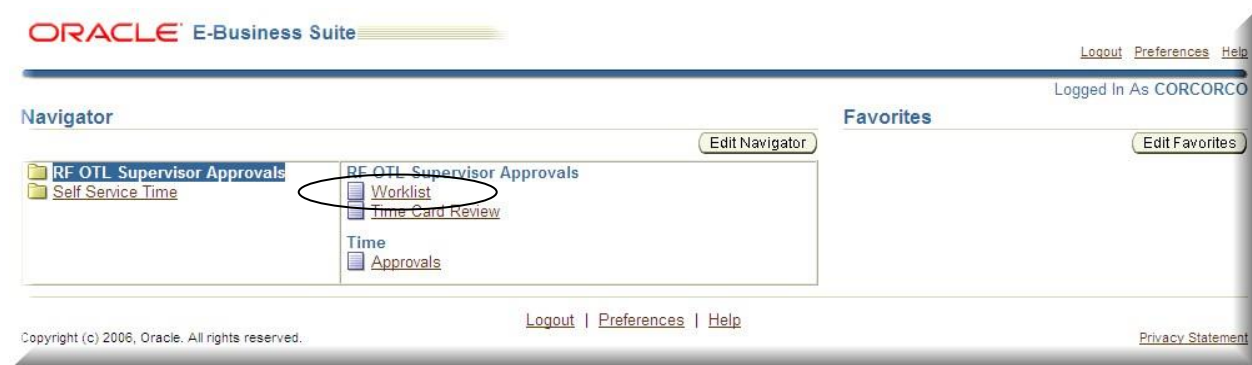 ORACLE E-Business Suite
Logout Preferences Help
Logged In As CORCORCO
Navigator
Edit Navigator
RF OTL Supervisor Approvals
Self Service Time
RF OTL Supervisor Approvals
Worklist
Time Card Review
Time
Approvals
Favorites
Edit Favorites
Logout | Preferences | Help
Copyright (c) 2006, Oracle. All rights reserved.
Privacy Statement